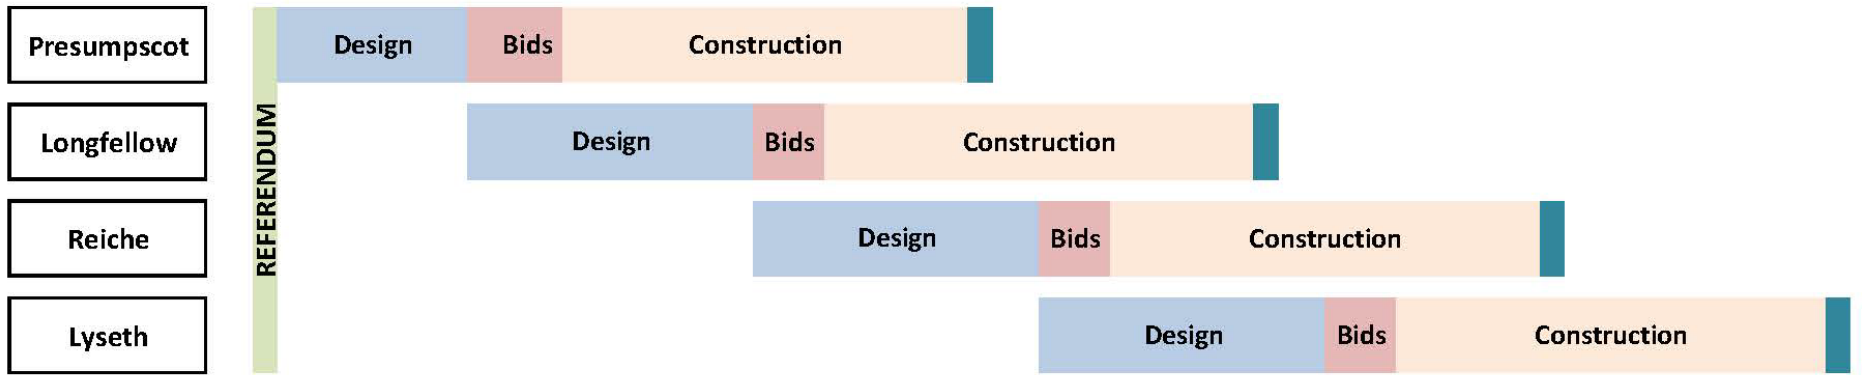 Presumpscot
Design Bids Construction
REFERENDUM
Longfellow
Design Bids Construction
Reiche
Design Bids Construction
Lyseth
Design Bids Construction